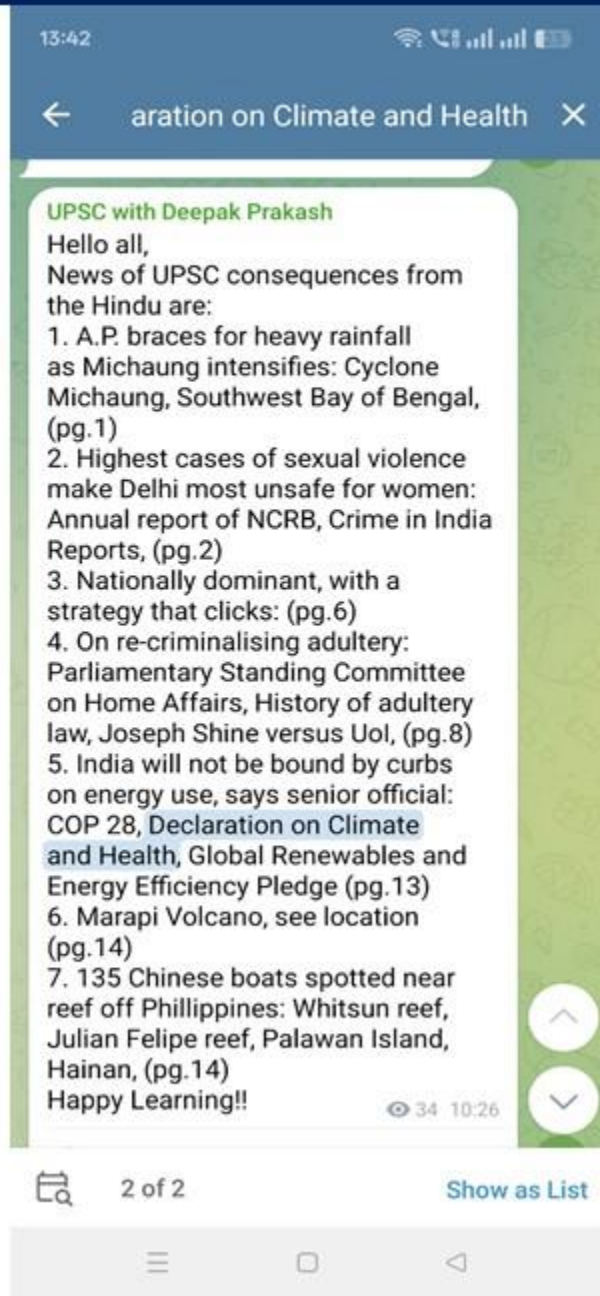 13:42
aration on Climate and Health
UPSC with Deepak Prakash
Hello all,
News of UPSC consequences from
the Hindu are:
1. A.P. braces for heavy rainfall
as Michaung intensifies: Cyclone
Michaung, Southwest Bay of Bengal,
(pg.1)
2. Highest cases of sexual violence
make Delhi most unsafe for women:
Annual report of NCRB, Crime in India
Reports, (pg.2)
3. Nationally dominant, with a
strategy that clicks: (pg.6)
4. On re-criminalising adultery:
Parliamentary Standing Committee
on Home Affairs, History of adultery
law, Joseph Shine versus UoI, (pg.8)
5. India will not be bound by curbs
on energy use, says senior official:
COP 28, Declaration on Climate
and Health, Global Renewables and
Energy Efficiency Pledge (pg.13)
6. Marapi Volcano, see location
(pg.14)
7. 135 Chinese boats spotted near
reef off Phillippines: Whitsun reef,
Julian Felipe reef, Palawan Island,
Hainan, (pg.14)
Happy Learning!!
34 10:26
2 of 2
Show as List